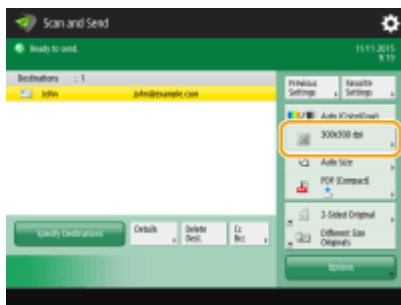 Scan and Send
Ready to send.
11/11 2015
9:19
Destinations : 1
John john@example.com
Previous Settings
Favorite Settings
Auto (Color/Gray)
300x300 dpi
Auto Size
PDF (Compact)
2-Sided Original
Different Size
Originals
Specify Destinations
Details
Delete
Dest.
Cc
Bcc
Options